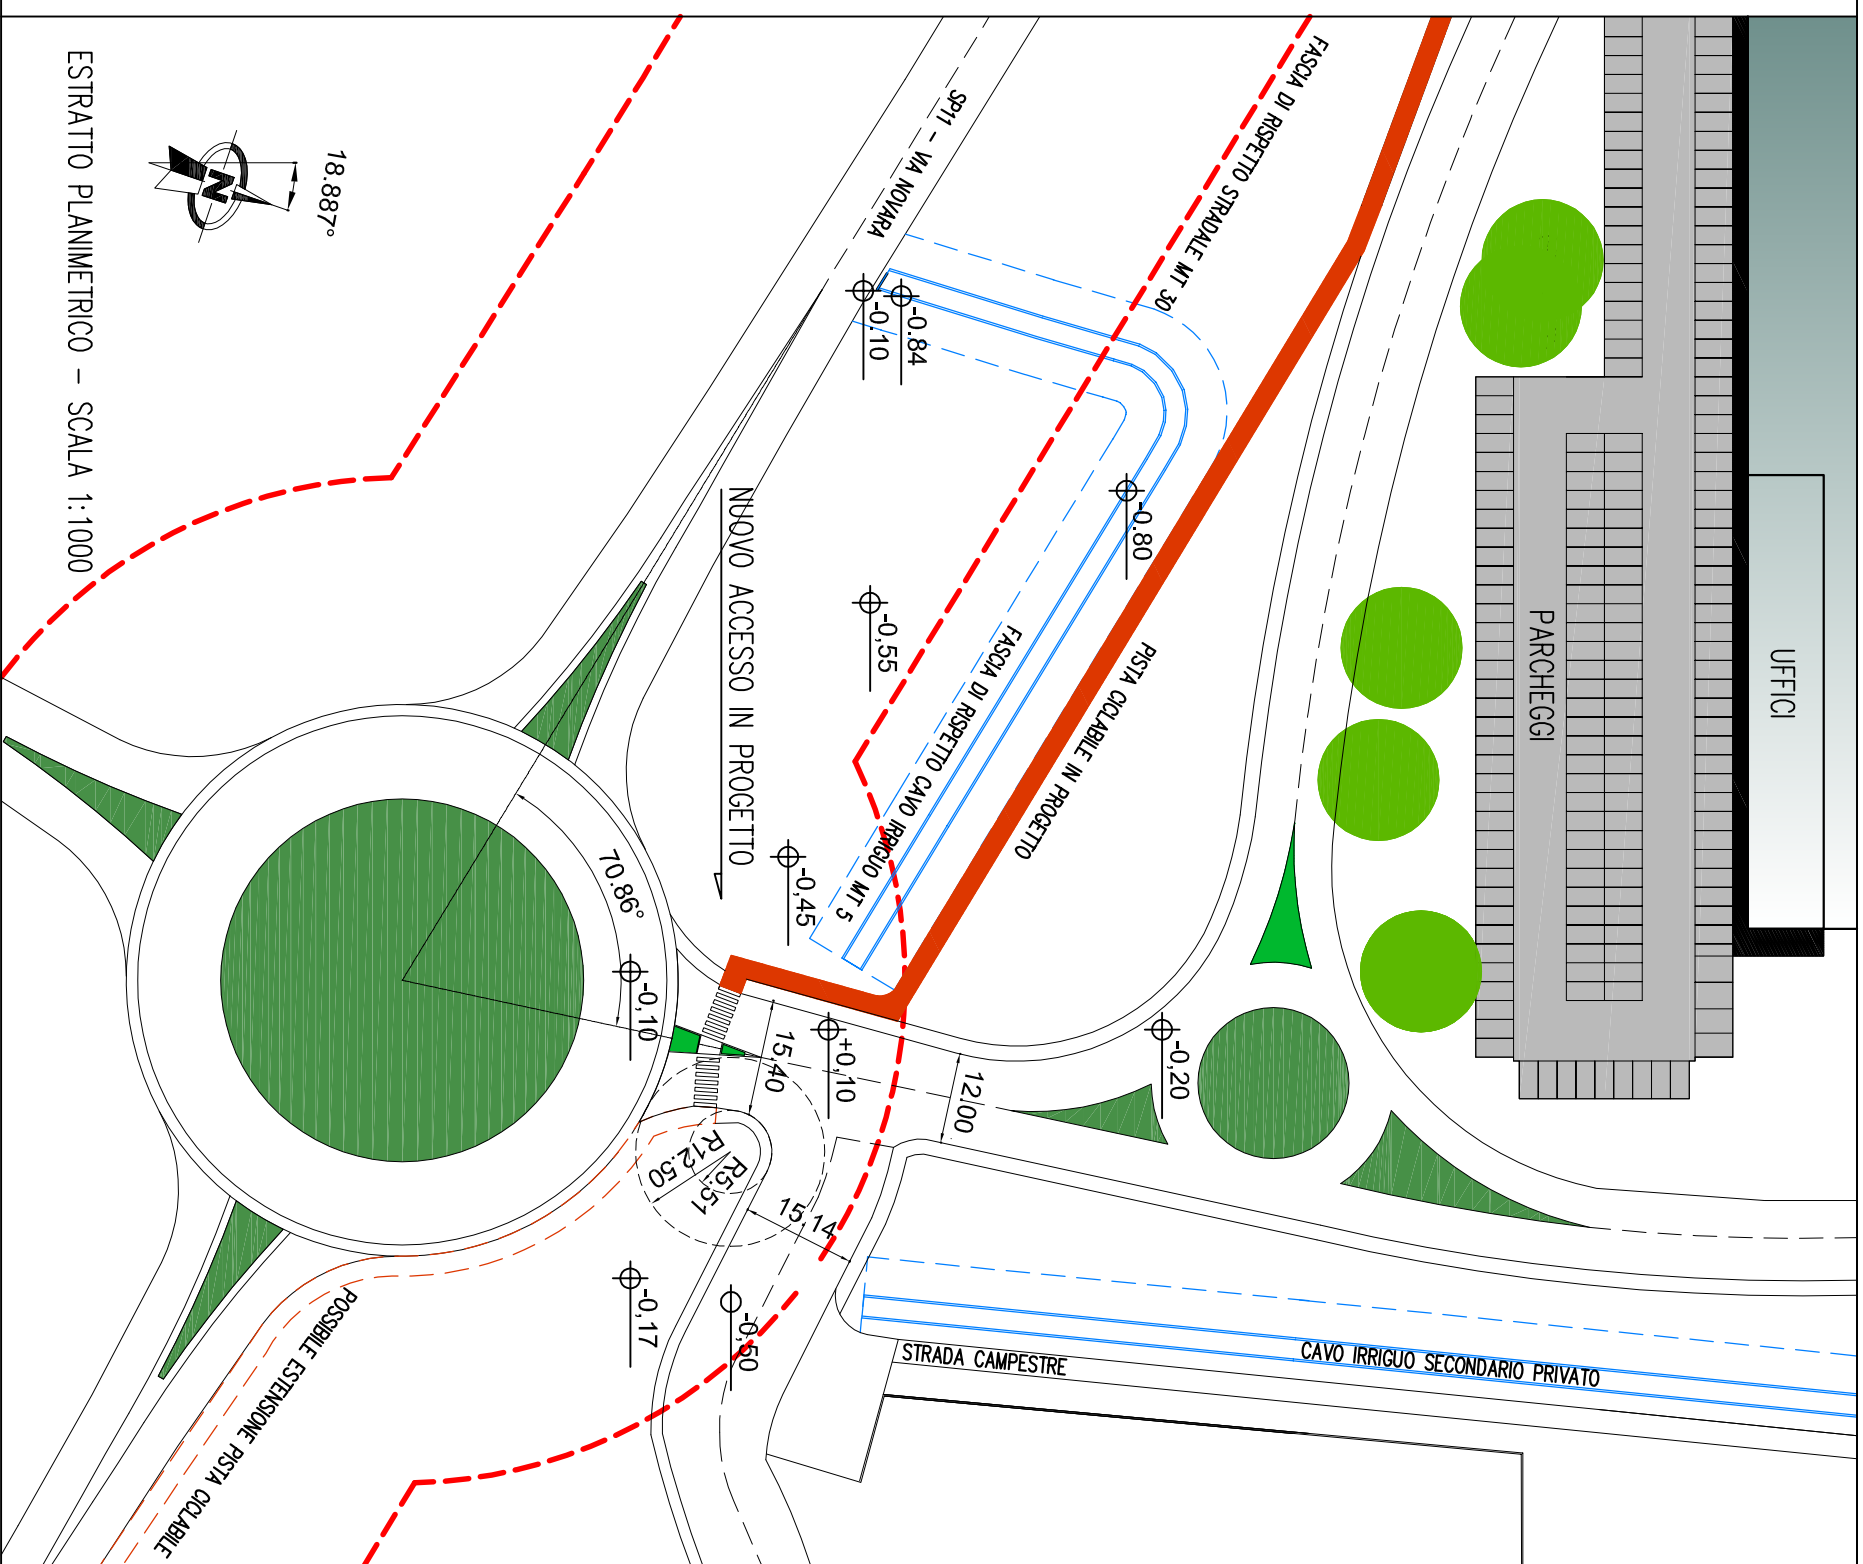 UFFICI
PARCHEGGI
FASCIA DI RISPETTO STRADALE MT 30
PISTA CICLABILE IN PROGETTO
FASCIA DI RISPETTO CAVO IRRIGUO MT 5
SP11 - VIA NOVARA
NUOVO ACCESSO IN PROGETTO
CAVO IRRIGUO SECONDARIO PRIVATO
STRADA CAMPESTRE
POSSIBILE ESTENSIONE PISTA CICLABILE
-0.84
-0.10
-0.80
-0,55
-0,45
-0,10
+0,10
-0,20
-0,17
-0,50
70.86°
15.40
12.00
15.14
R12.50
R5.51
18.887°
N
ESTRATTO PLANIMETRICO - SCALA 1:1000